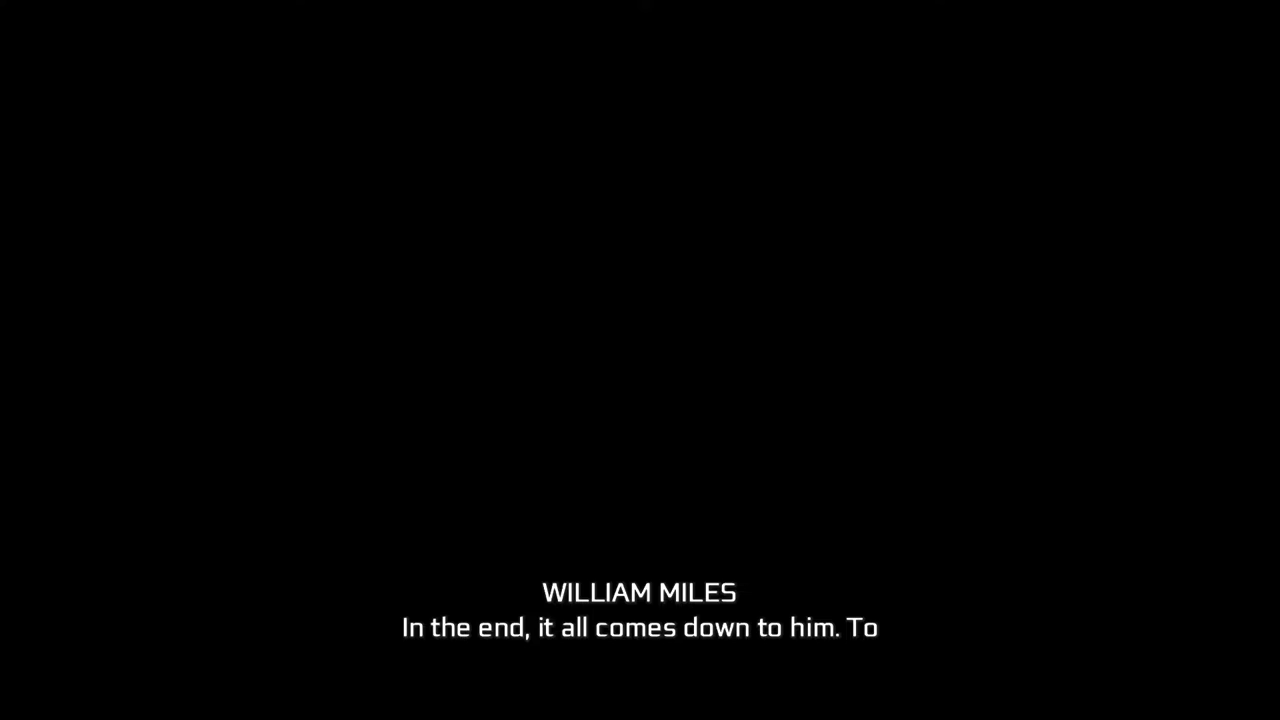 WILLIAM MILES
In the end, it all comes down to him. To